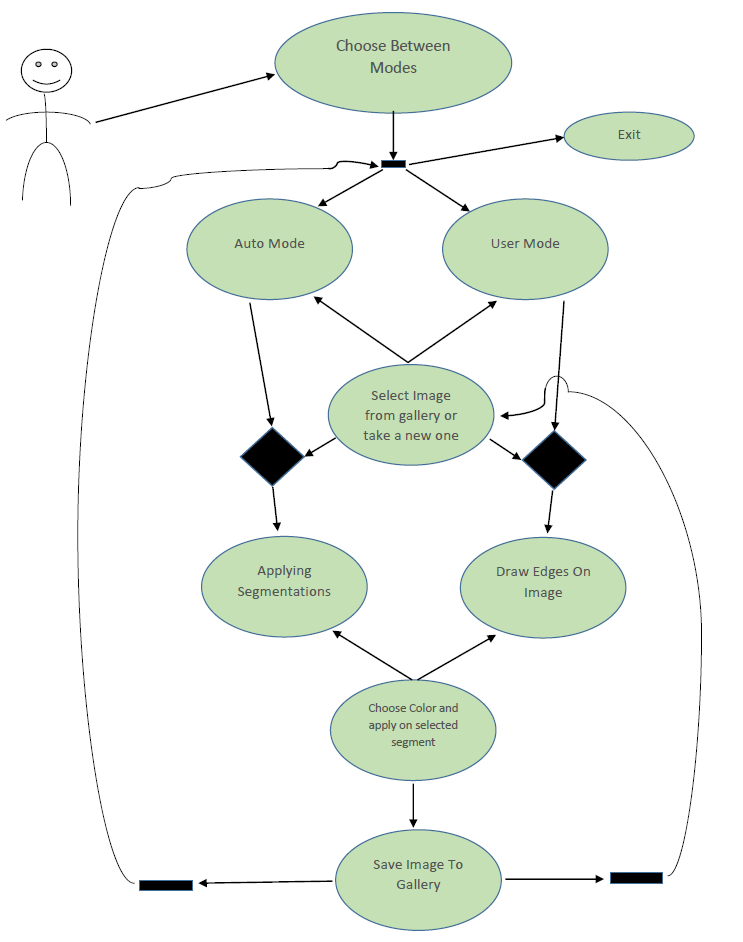 Choose Between
Modes
Exit
Auto Mode
User Mode
Select Image
from gallery or
take a new one
Applying
Segmentations
Draw Edges On
Image
Choose Color and
apply on selected
segment
Save Image To
Gallery